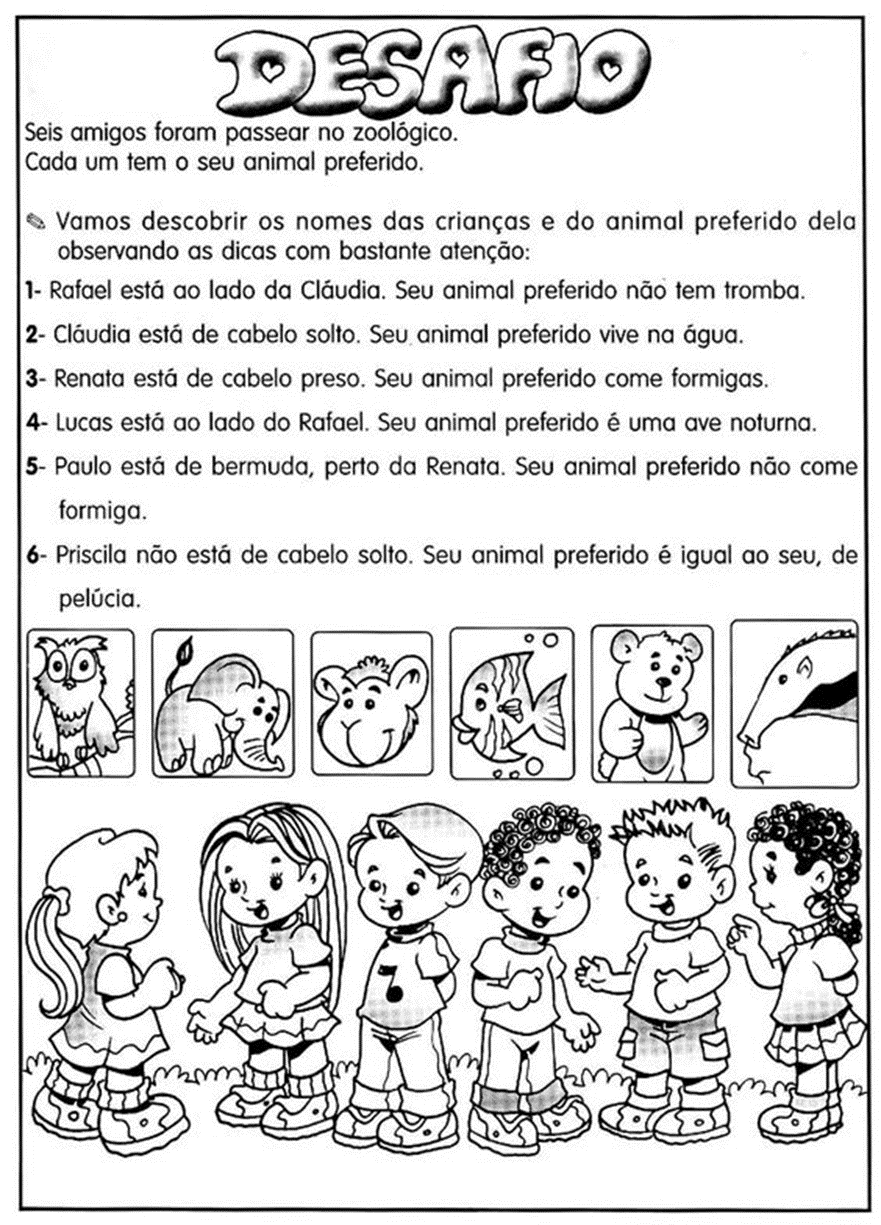 DESAFIO
Seis amigos foram passear no zoológico.
Cada um tem o seu animal preferido.
✎ Vamos descobrir os nomes das crianças e do animal preferido dela
observando as dicas com bastante atenção:
1- Rafael está ao lado da Cláudia. Seu animal preferido não tem tromba.
2- Cláudia está de cabelo solto. Seu animal preferido vive na água.
3- Renata está de cabelo preso. Seu animal preferido come formigas.
4- Lucas está ao lado do Rafael. Seu animal preferido é uma ave noturna.
5- Paulo está de bermuda, perto da Renata. Seu animal preferido não come
formiga.
6- Priscila não está de cabelo solto. Seu animal preferido é igual ao seu, de
pelúcia.